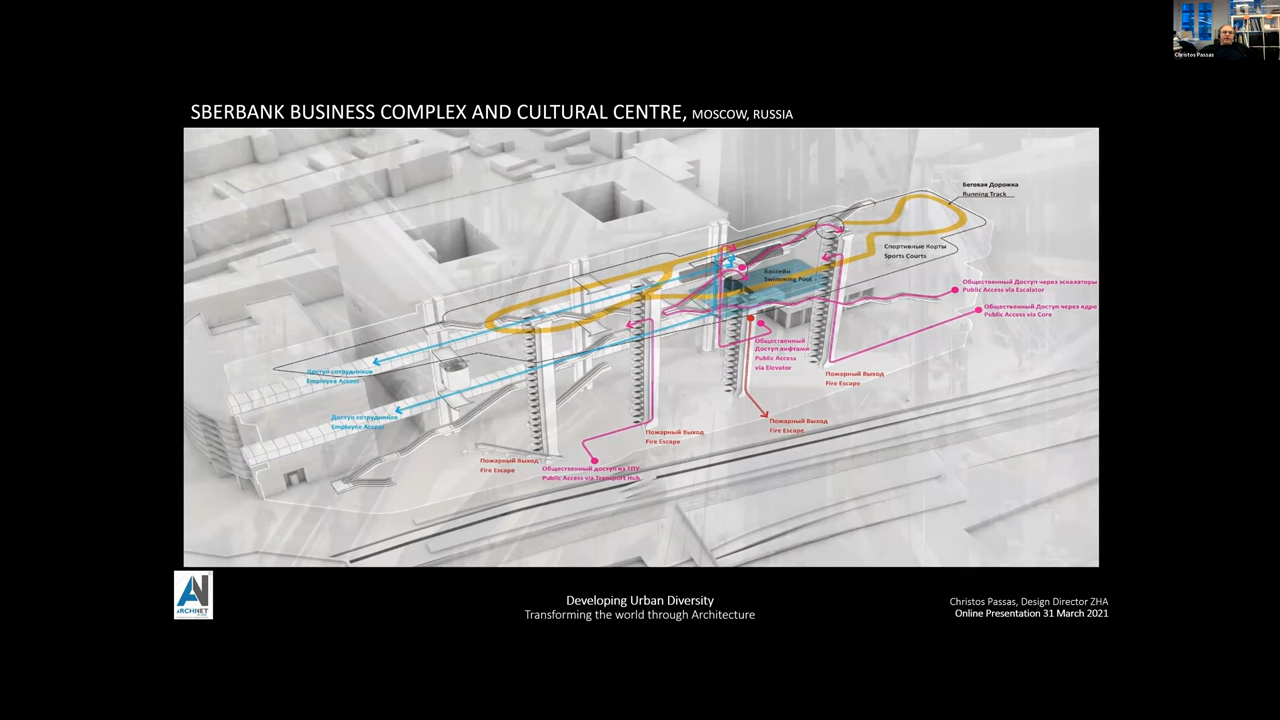 Christos Passas
SBERBANK BUSINESS COMPLEX AND CULTURAL CENTRE, MOSCOW, RUSSIA
Беговая Дорожка
Running Track
Спортивные Корты
Sports Courts
Бассейн
Swimming Pool
Общественный Доступ через эскалаторы
Public Access via Escalator
Общественный Доступ через ядро
Public Access via Core
Общественный
Доступ лифтами
Public Access
via Elevator
Доступ сотрудников
Employee Access
Пожарный Выход
Fire Escape
Доступ сотрудников
Employee Access
Пожарный Выход
Fire Escape
Пожарный Выход
Fire Escape
Пожарный Выход
Fire Escape
Общественный доступ из ТПУ
Public Access via Transport Hub
ARCHNET
Developing Urban Diversity
Transforming the world through Architecture
Christos Passas, Design Director ZHA
Online Presentation 31 March 2021